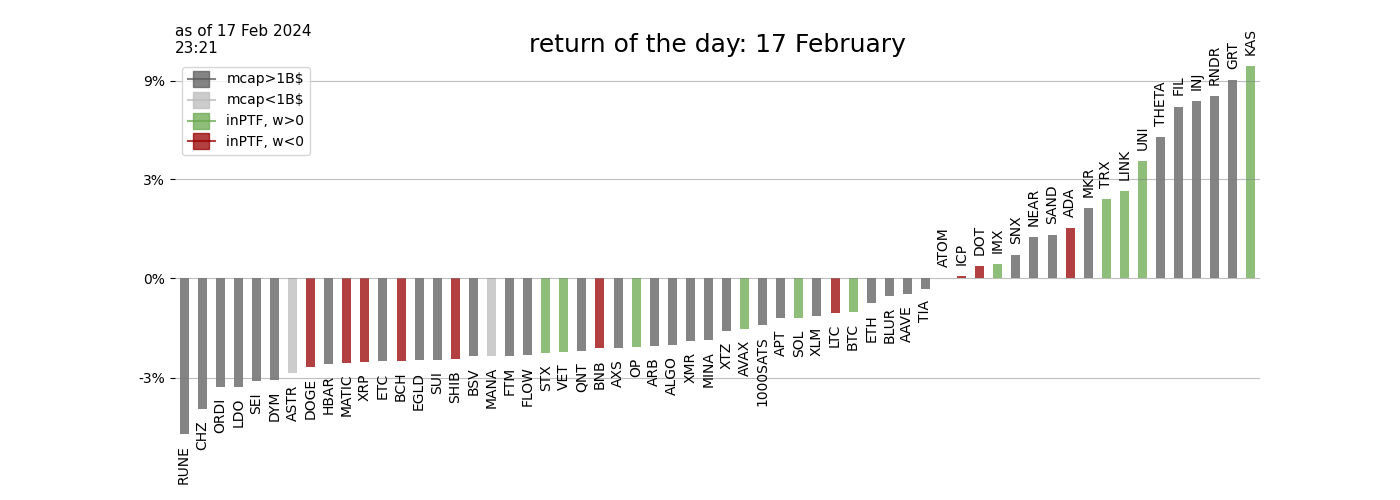 as of 17 Feb 2024
23:21
return of the day: 17 February
mcap>1B$
mcap<1B$
inPTF, w>0
inPTF, w<0
9%
3%
0%
-3%
RUNE
CHZ
ORDI
LDO
SEI
DYM
ASTR
DOGE
HBAR
MATIC
XRP
ETC
BCH
EGLD
SUI
SHIB
BSV
MANA
FTM
FLOW
STX
VET
QNT
BNB
AXS
OP
ARB
ALGO
XMR
MINA
XTZ
AVAX
1000SATS
APT
SOL
XLM
LTC
BTC
ETH
BLUR
AAVE
TIA
ATOM
ICP
DOT
IMX
SNX
NEAR
SAND
ADA
MKR
TRX
LINK
UNI
THETA
FIL
INJ
RNDR
GRT
KAS